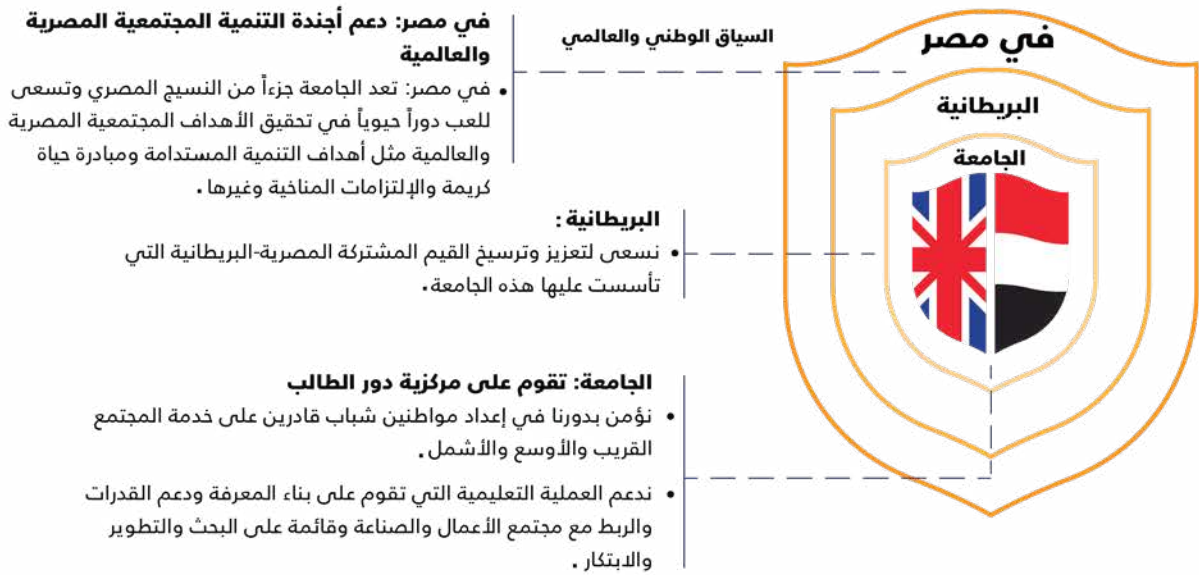 في مصر: دعم أجندة التنمية المجتمعية المصرية
والعالمية
• في مصر: تعد الجامعة جزءاً من النسيج المصري وتسعى
للعب دوراً حيوياً في تحقيق الأهداف المجتمعية المصرية
والعالمية مثل أهداف التنمية المستدامة ومبادرة حياة
كريمة والإلتزامات المناخية وغيرها .
السياق الوطني والعالمي
في مصر
البريطانية
الجامعة
البريطانية :
• نسعى لتعزيز وترسيخ القيم المشتركة المصرية-البريطانية التي
تأسست عليها هذه الجامعة.
الجامعة: تقوم على مركزية دور الطالب
• نؤمن بدورنا في إعداد مواطنين شباب قادرين على خدمة المجتمع
القريب والأوسع والأشمل .
• ندعم العملية التعليمية التي تقوم على بناء المعرفة ودعم القدرات
والربط مع مجتمع الأعمال والصناعة وقائمة على البحث والتطوير
والابتكار .